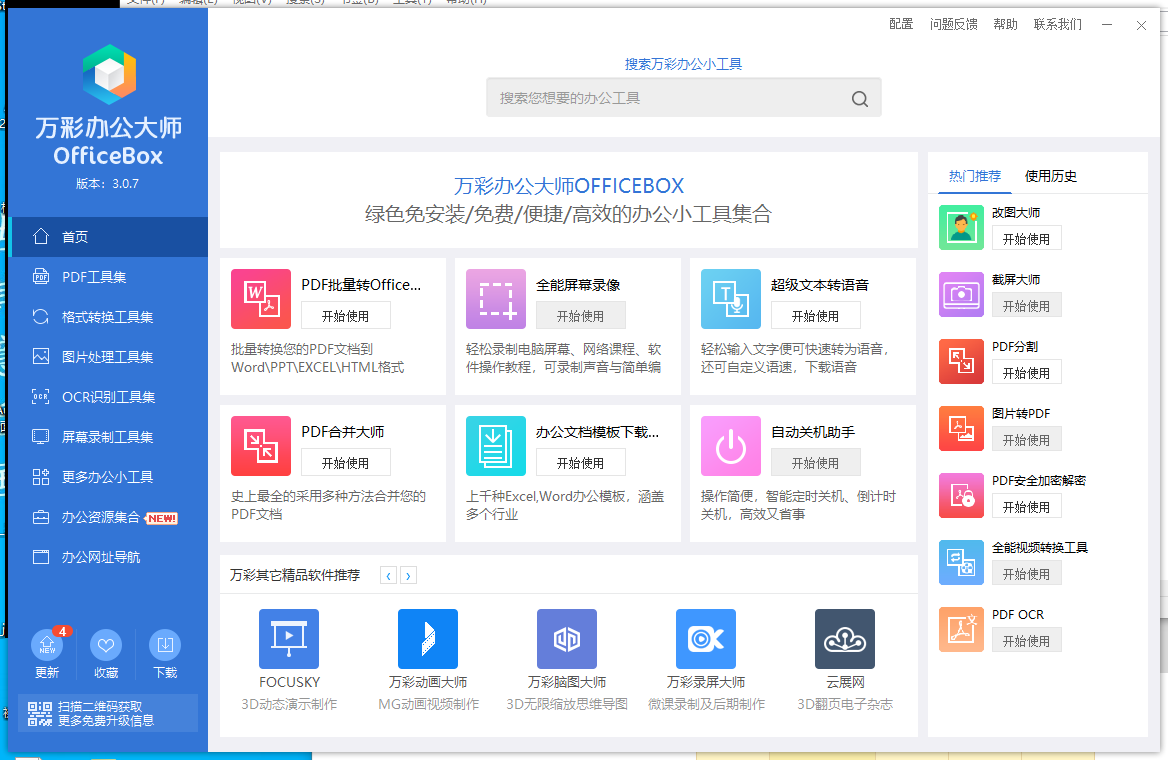 配置 问题反馈 帮助 联系我们
万彩办公大师
OfficeBox
版本：3.0.7
首页
PDF工具集
格式转换工具集
图片处理工具集
OCR识别工具集
屏幕录制工具集
更多办公小工具
办公资源集合 NEW!
办公网址导航
4
NEW
更新 收藏 下载
扫描二维码获取
更多免费升级信息
搜索万彩办公小工具
搜索您想要的办公工具
万彩办公大师OFFICEBOX
绿色免安装/免费/便捷/高效的办公小工具集合
PDF批量转Office...
开始使用
批量转换您的PDF文档到
Word\PPT\EXCEL\HTML格式
全能屏幕录像
开始使用
轻松录制电脑屏幕、网络课程、软
件操作教程，可录制声音与简单编
超级文本转语音
开始使用
轻松输入文字便可快速转为语音，
还可自定义语速，下载语音
PDF合并大师
开始使用
史上最全的采用多种方法合并您的
PDF文档
办公文档模板下载...
开始使用
上千种Excel,Word办公模板，涵盖
多个行业
自动关机助手
开始使用
操作简便，智能定时关机、倒计时
关机，高效又省事
万彩其它精品软件推荐
FOCUSKY
3D动态演示制作
万彩动画大师
MG动画视频制作
万彩脑图大师
3D无限缩放思维导图
万彩录屏大师
微课录制及后期制作
云展网
3D翻页电子杂志
热门推荐 使用历史
改图大师
开始使用
截屏大师
开始使用
PDF分割
开始使用
图片转PDF
开始使用
PDF安全加密解密
开始使用
全能视频转换工具
开始使用
PDF OCR
开始使用